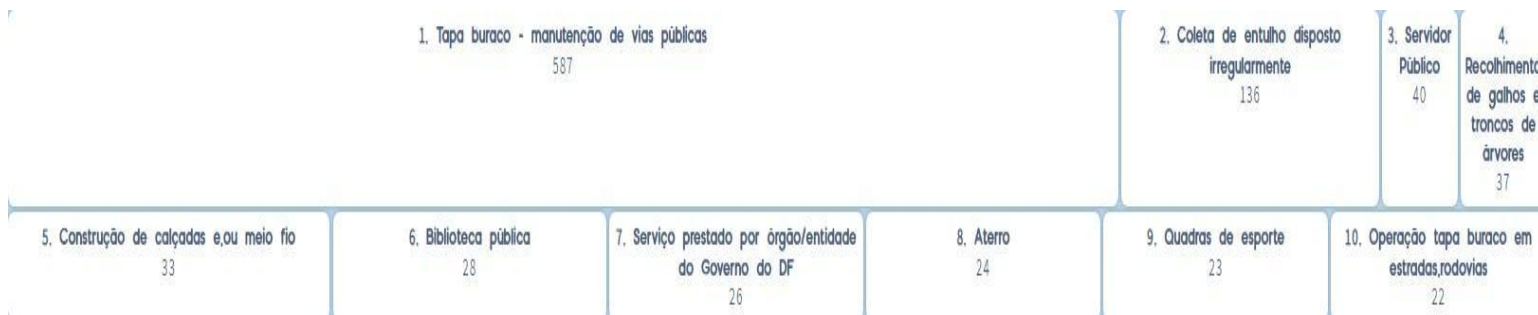 1. Tapa buraco - manutenção de vias públicas
587
2. Coleta de entulho disposto
irregularmente
136
3. Servidor
Público
40
4.
Recolhimento
de galhos e
troncos de
árvores
37
5. Construção de calçadas e,ou meio fio
33
6. Biblioteca pública
28
7. Serviço prestado por órgão/entidade
do Governo do DF
26
8. Aterro
24
9. Quadras de esporte
23
10. Operação tapa buraco em
estradas,rodovias
22